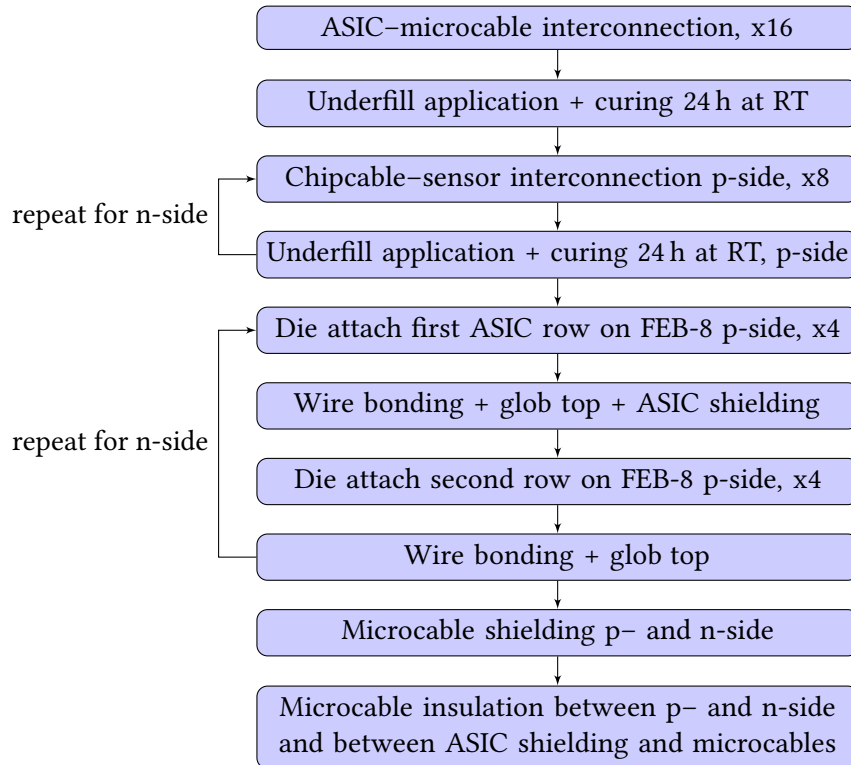 ASIC–microcable interconnection, x16
Underfill application + curing 24 h at RT
Chipcable–sensor interconnection p-side, x8
repeat for n-side
Underfill application + curing 24 h at RT, p-side
Die attach first ASIC row on FEB-8 p-side, x4
Wire bonding + glob top + ASIC shielding
repeat for n-side
Die attach second row on FEB-8 p-side, x4
Wire bonding + glob top
Microcable shielding p– and n-side
Microcable insulation between p– and n-side
and between ASIC shielding and microcables